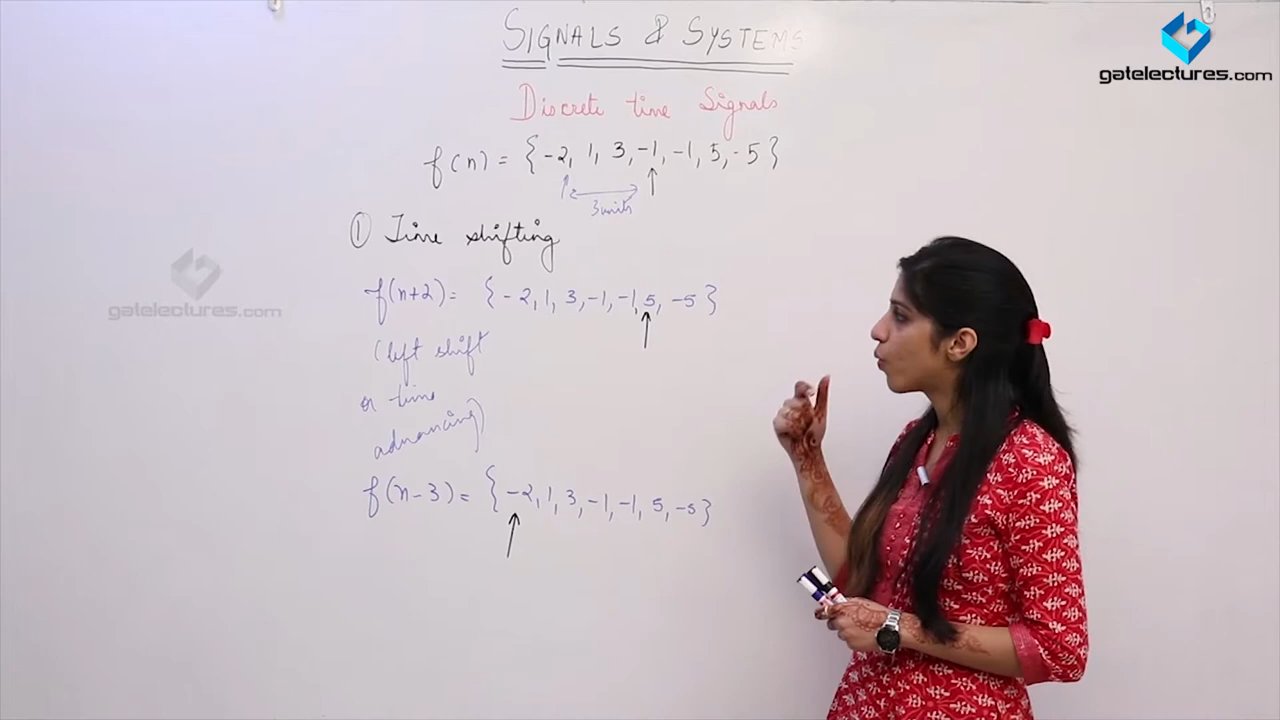 SIGNALS & SYSTEMS
gatelectures.com
Discrete time Signals
f(n) = { -2, 1, 3, -1, -1, 5, -5 }
3 units
① Time shifting
f(n+2) = { -2, 1, 3, -1, -1, 5, -5 }
gatelectures.com
(left shift
or time
advancing)
f(n-3) = { -2, 1, 3, -1, -1, 5, -5 }